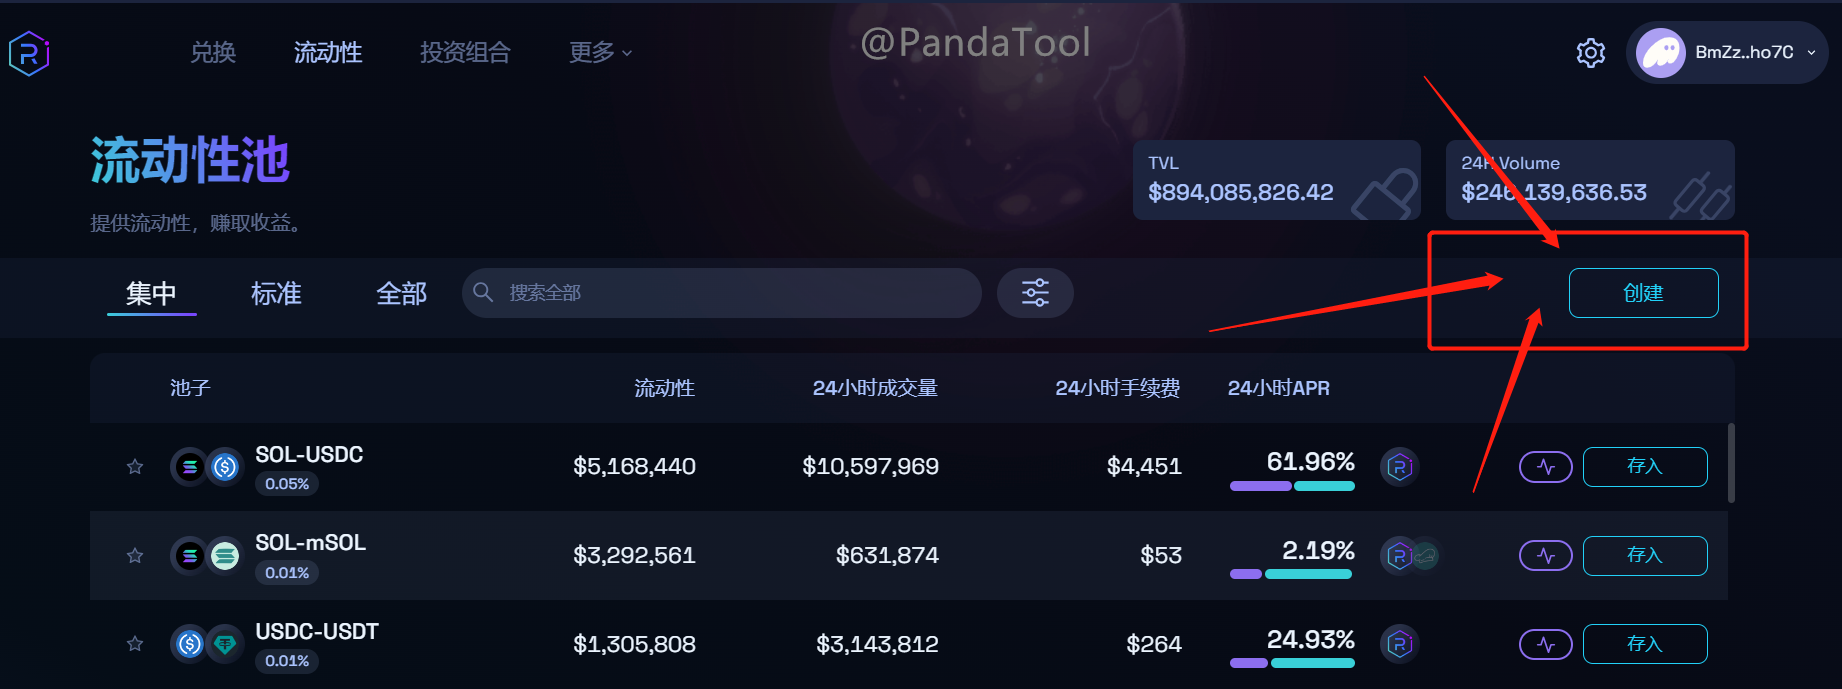 兑换 流动性 投资组合 更多 @PandaTool BmZz..ho7C
流动性池
提供流动性，赚取收益。
TVL
$894,085,826.42
24H Volume
$246,139,636.53
集中 标准 全部 搜索全部 创建
池子 流动性 24小时成交量 24小时手续费 24小时APR
SOL-USDC
0.05%
$5,168,440 $10,597,969 $4,451 61.96% 存入
SOL-mSOL
0.01%
$3,292,561 $631,874 $53 2.19% 存入
USDC-USDT
0.01%
$1,305,808 $3,143,812 $264 24.93% 存入